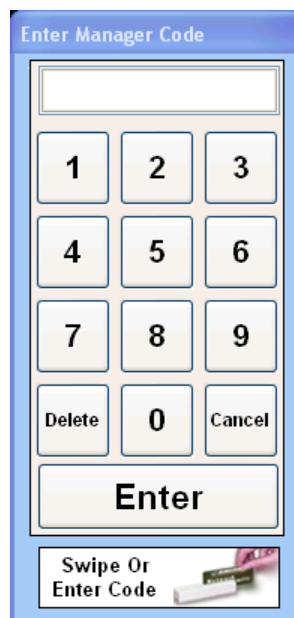 Enter Manager Code
1 2 3
4 5 6
7 8 9
Delete 0 Cancel
Enter
Swipe Or
Enter Code